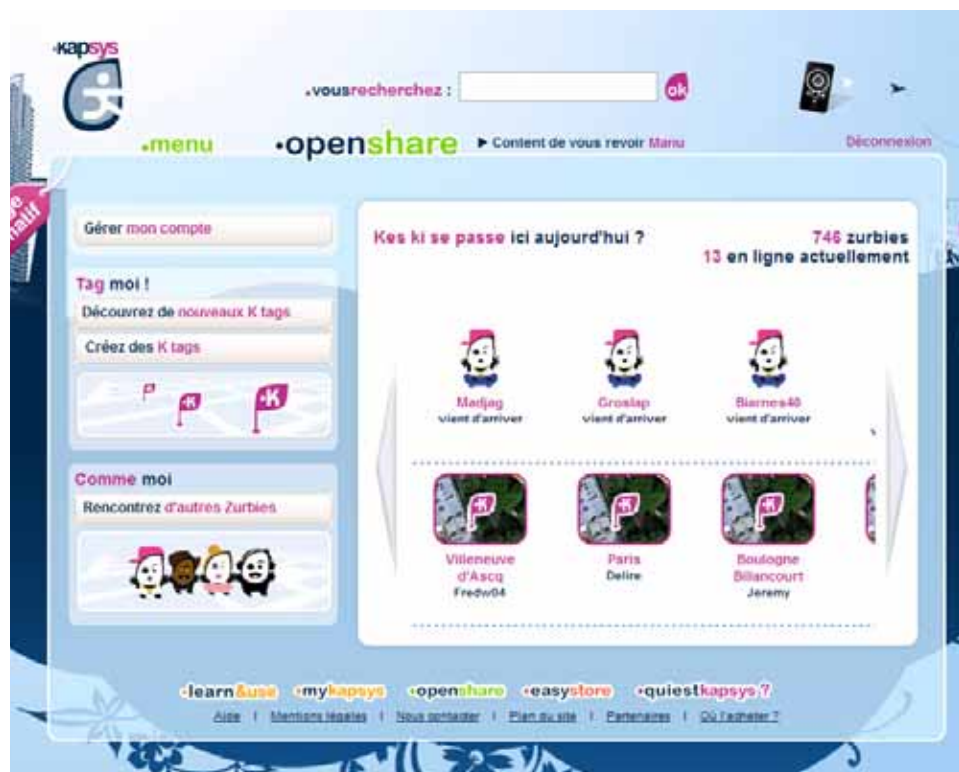 ·kapsys
·vousrecherchez :
ok
·menu
·openshare
Content de vous revoir Manu
Déconnexion
Gérer mon compte
Kes ki se passe ici aujourd'hui ?
746 zurbies
13 en ligne actuellement
Tag moi !
Découvrez de nouveaux K tags
Créez des K tags
K
·K
·K
Madjag
vient d'arriver
Groslap
vient d'arriver
Biarnes40
vient d'arriver
Comme moi
Rencontrez d'autres Zurbies
·K
·K
·K
Villeneuve
d'Ascq
Fredw04
Paris
Delire
Boulogne
Billancourt
Jeremy
·learn&use ·mykapsys ·openshare ·easystore ·quiestkapsys ?
Aide | Mentions légales | Nous contacter | Plan du site | Partenaires | Où l'acheter ?